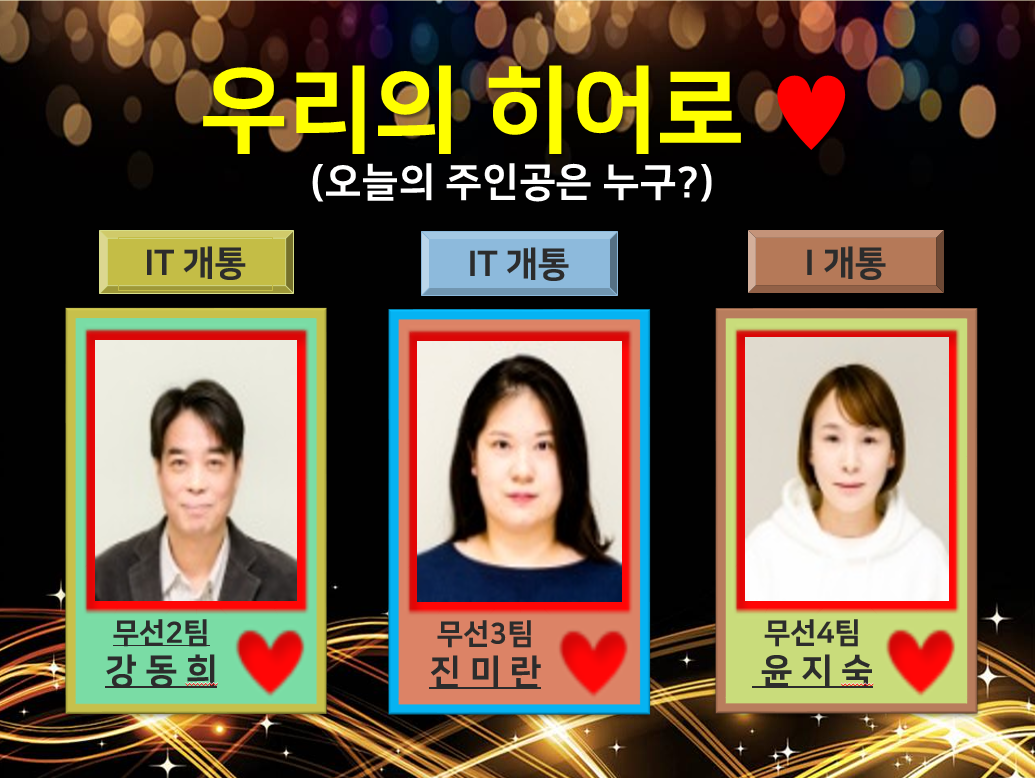 우리의 히어로 ♥
(오늘의 주인공은 누구?)
IT 개통
IT 개통
I 개통
무선2팀
강 동 희
무선3팀
진 미 란
무선4팀
윤 지 숙